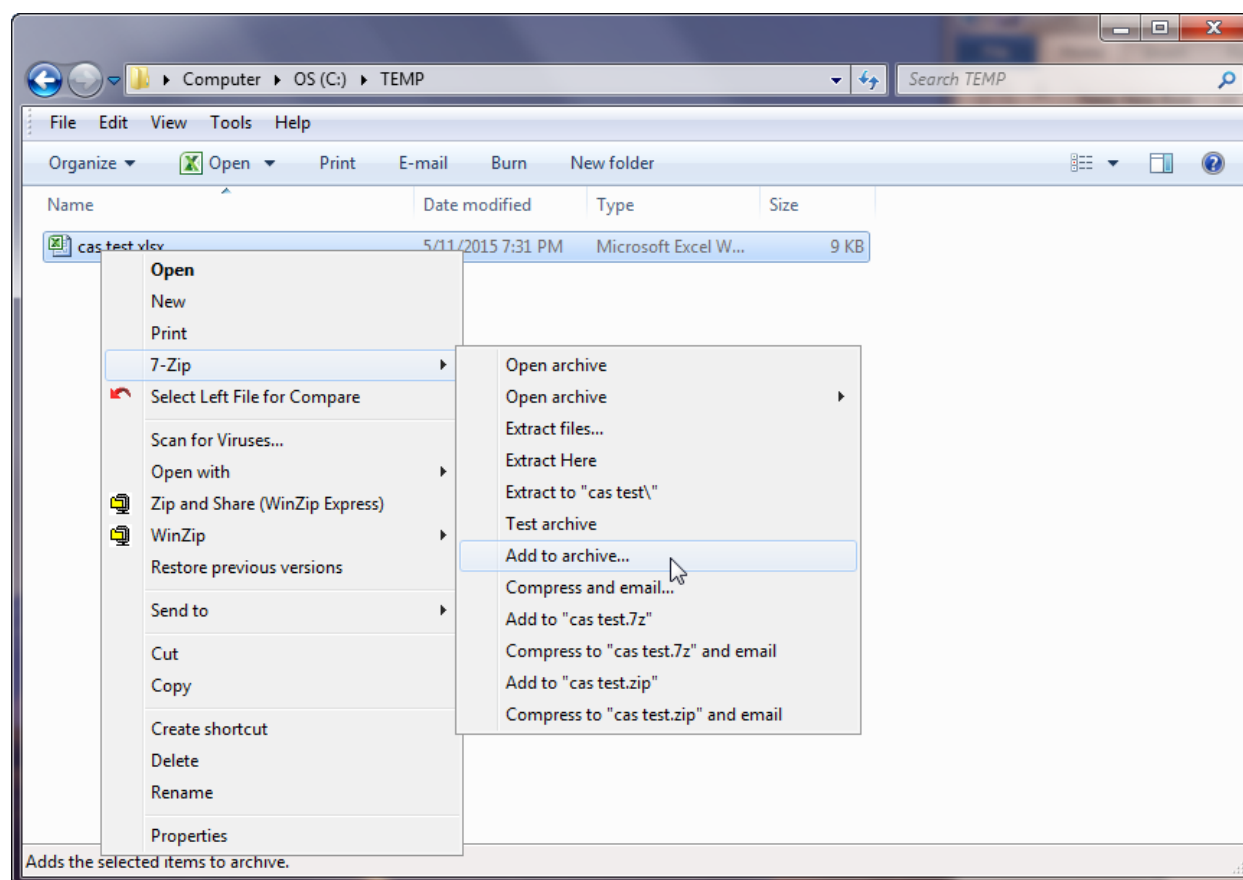 Computer OS (C:) TEMP
Search TEMP
File Edit View Tools Help
Organize Open Print E-mail Burn New folder
Name Date modified Type Size
cas test.xlsx 5/11/2015 7:31 PM Microsoft Excel W... 9 KB
Open
New
Print
7-Zip
Select Left File for Compare
Scan for Viruses...
Open with
Zip and Share (WinZip Express)
WinZip
Restore previous versions
Send to
Cut
Copy
Create shortcut
Delete
Rename
Properties
Open archive
Open archive
Extract files...
Extract Here
Extract to "cas test\"
Test archive
Add to archive...
Compress and email...
Add to "cas test.7z"
Compress to "cas test.7z" and email
Add to "cas test.zip"
Compress to "cas test.zip" and email
Adds the selected items to archive.